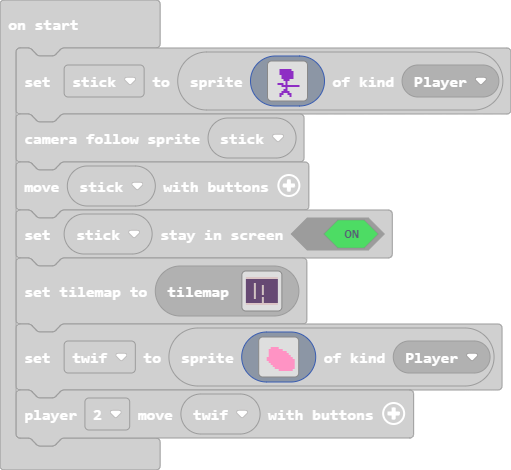 on start
set stick to sprite of kind Player
camera follow sprite stick
move stick with buttons
set stick stay in screen ON
set tilemap to tilemap
set twif to sprite of kind Player
player 2 move twif with buttons